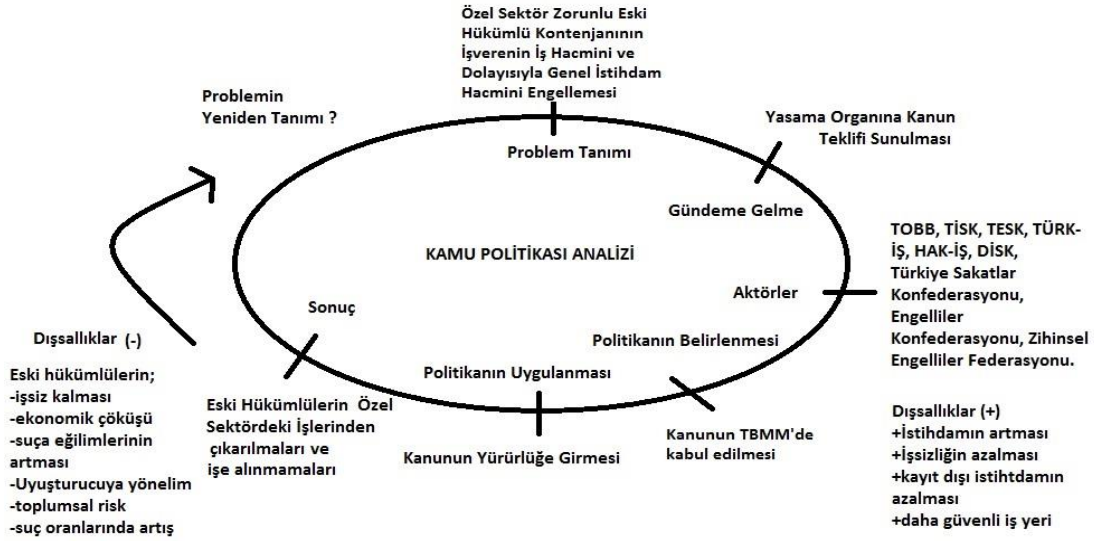 Özel Sektör Zorunlu Eski
Hükümlü Kontenjanının
İşverenin İş Hacmini ve
Dolayısıyla Genel İstihdam
Hacmini Engellemesi
Problem Tanımı
Yasama Organına Kanun
Teklifi Sunulması
Gündeme Gelme
TOBB, TİSK, TESK, TÜRK-
İŞ, HAK-İŞ, DİSK,
Türkiye Sakatlar
Konfederasyonu,
Engelliler
Konfederasyonu, Zihinsel
Engelliler Federasyonu.
Aktörler
Dışsallıklar (+)
+İstihdamın artması
+İşsizliğin azalması
+kayıt dışı istihtdamın
azalması
+daha güvenli iş yeri
Politikanın Belirlenmesi
Kanunun TBMM'de
kabul edilmesi
Politikanın Uygulanması
Kanunun Yürürlüğe Girmesi
Sonuç
Eski Hükümlülerin Özel
Sektördeki İşlerinden
çıkarılmaları ve
işe alınmamaları
Dışsallıklar (-)
Eski hükümlülerin;
-işsiz kalması
-ekonomik çöküşü
-suça eğilimlerinin
artması
-Uyuşturucuya yönelim
-toplumsal risk
-suç oranlarında artış
Problemin
Yeniden Tanımı ?
KAMU POLİTİKASI ANALİZİ